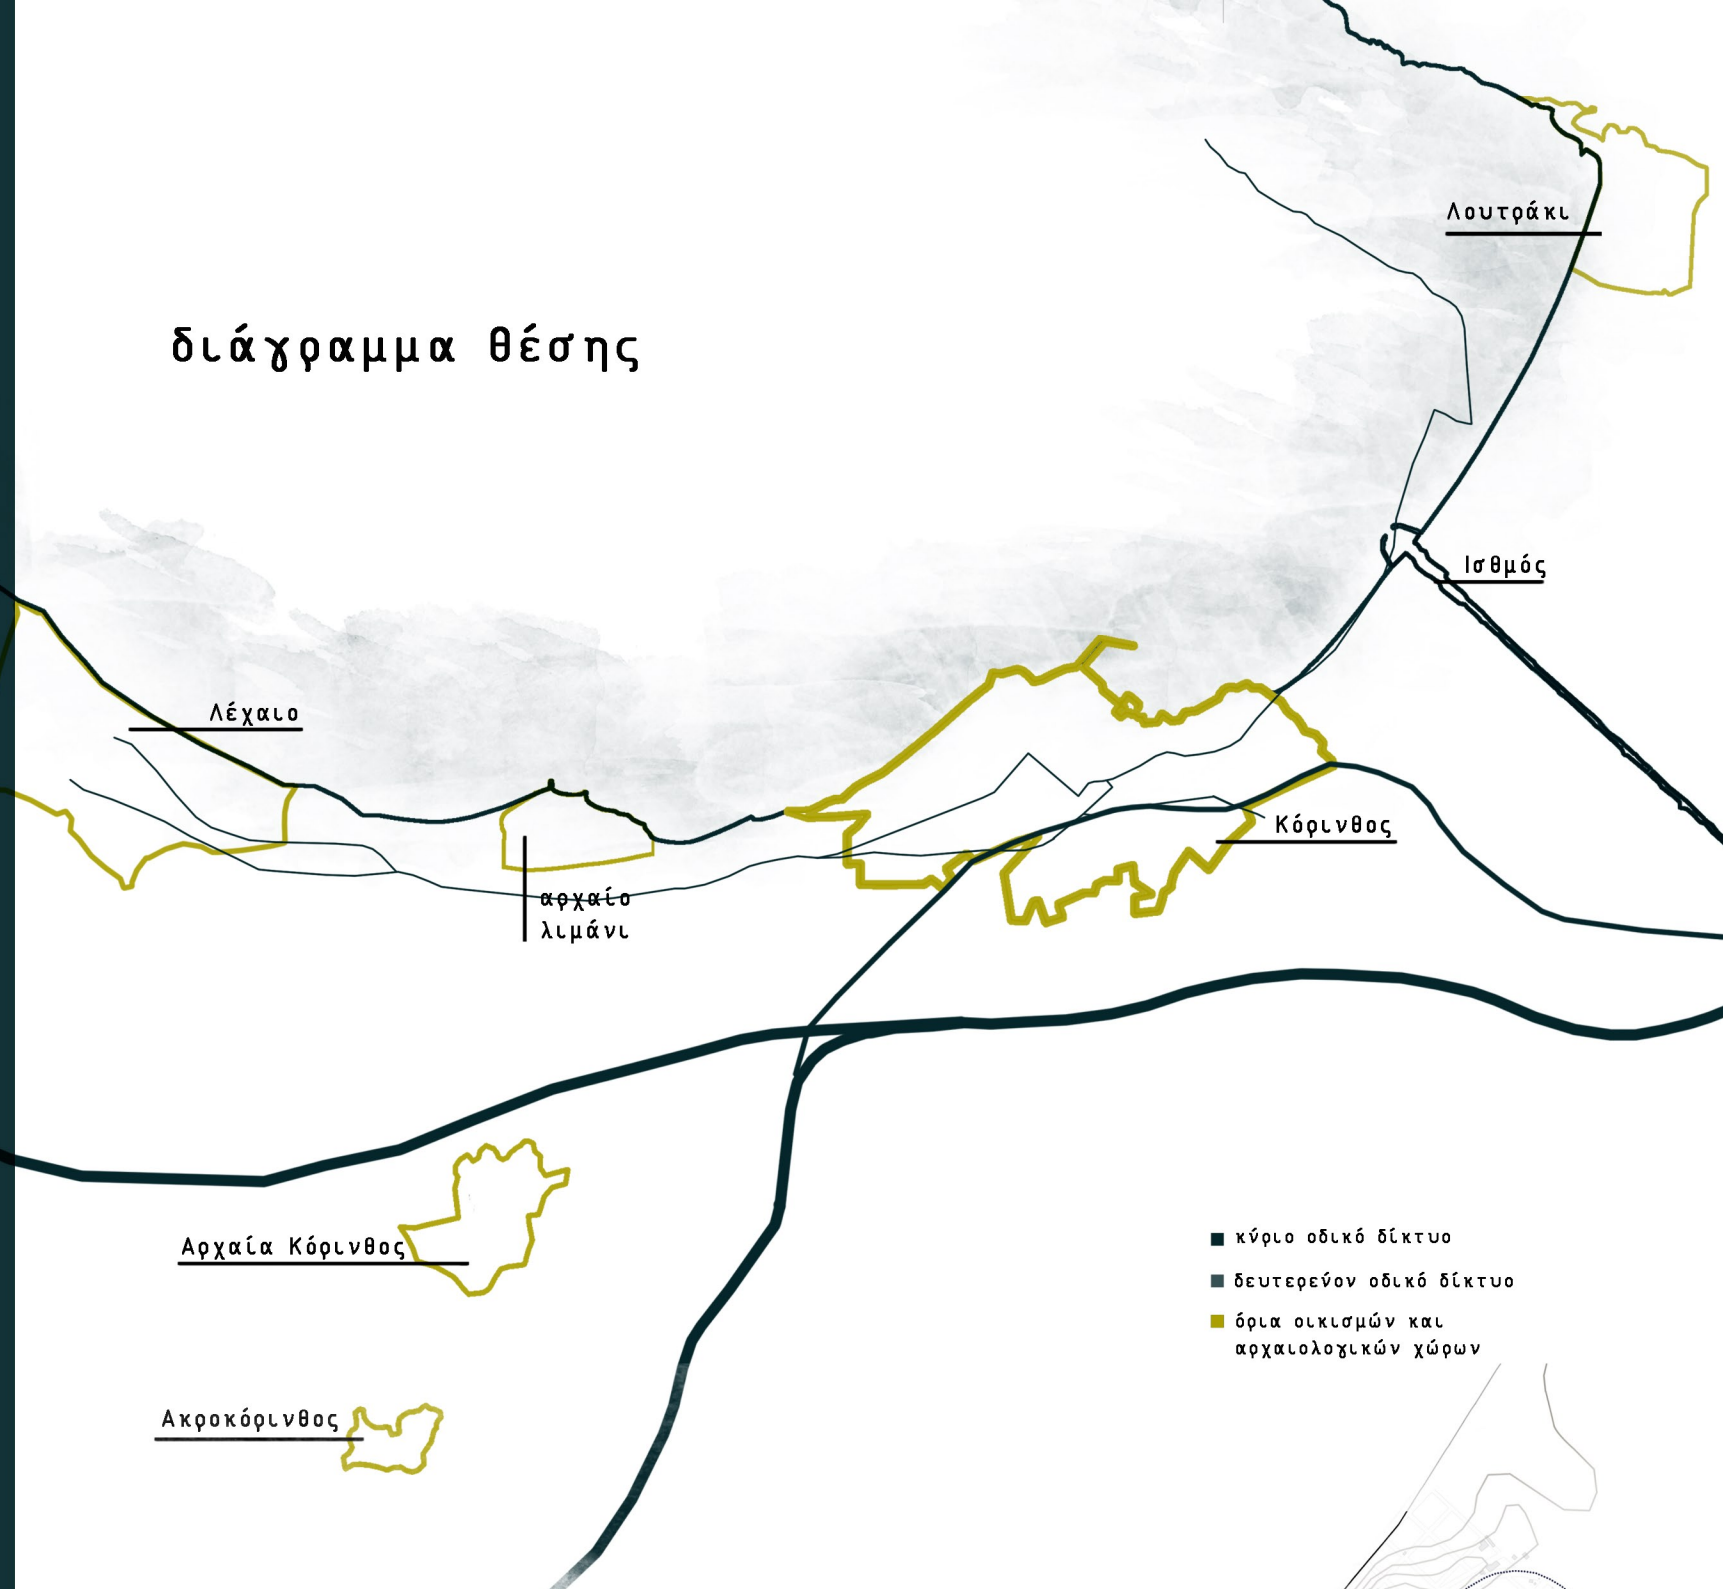 Λουτράκι
διάγραμμα θέσης
Ισθμός
Λέχαιο
Κόρινθος
αρχαίο
λιμάνι
κύριο οδικό δίκτυο
Αρχαία Κόρινθος
δευτερεύον οδικό δίκτυο
όρια οικισμών και
αρχαιολογικών χώρων
Ακροκόρινθος